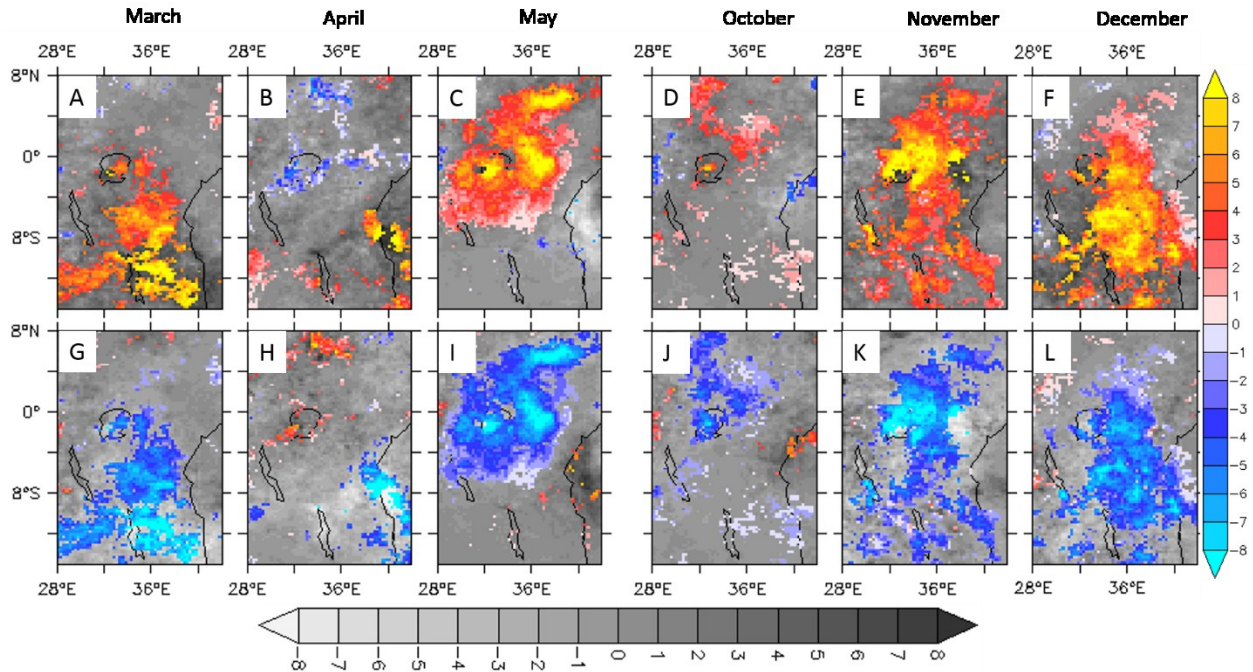 March April May October November December
28°E 36°E 28°E 36°E 28°E 36°E 28°E 36°E 28°E 36°E 28°E 36°E
8°N
A B C D E F
0°
8°S
8°N
G H I J K L
0°
8°S
28°E 36°E 28°E 36°E 28°E 36°E 28°E 36°E 28°E 36°E 28°E 36°E
8
7
6
5
4
3
2
1
0
-1
-2
-3
-4
-5
-6
-7
-8
-8 -7 -6 -5 -4 -3 -2 -1 0 1 2 3 4 5 6 7 8